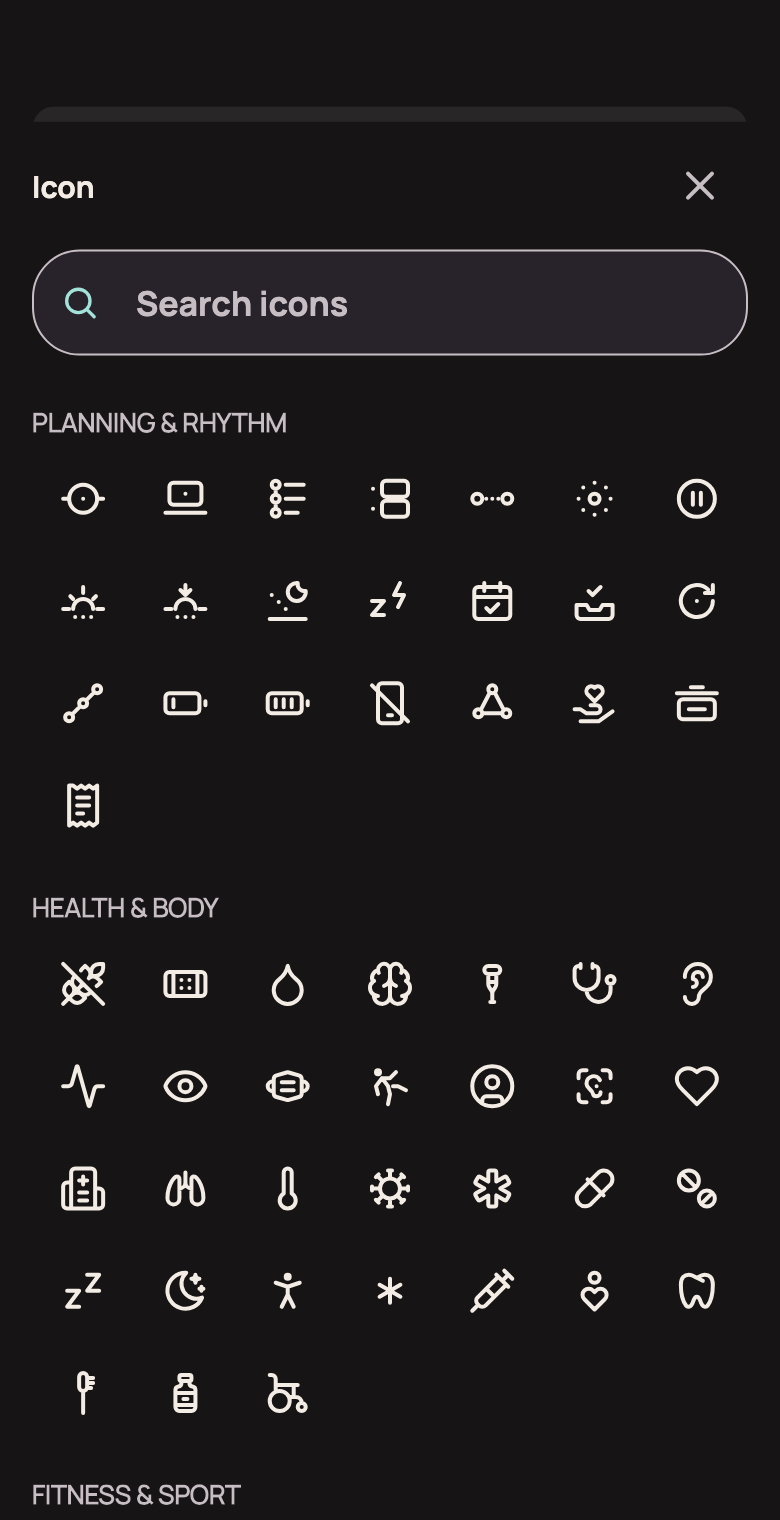 Icon
Search icons
PLANNING & RHYTHM
HEALTH & BODY
FITNESS & SPORT